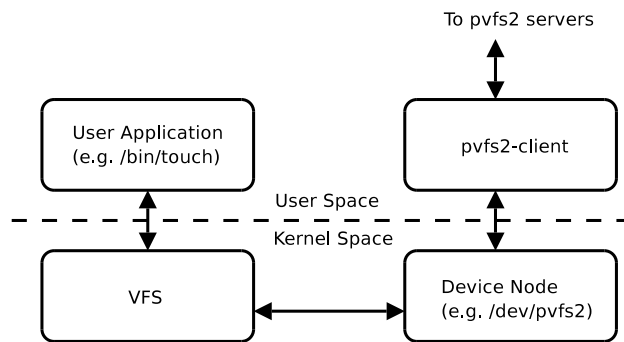 To pvfs2 servers
User Application
(e.g. /bin/touch)
pvfs2-client
User Space
Kernel Space
VFS
Device Node
(e.g. /dev/pvfs2)